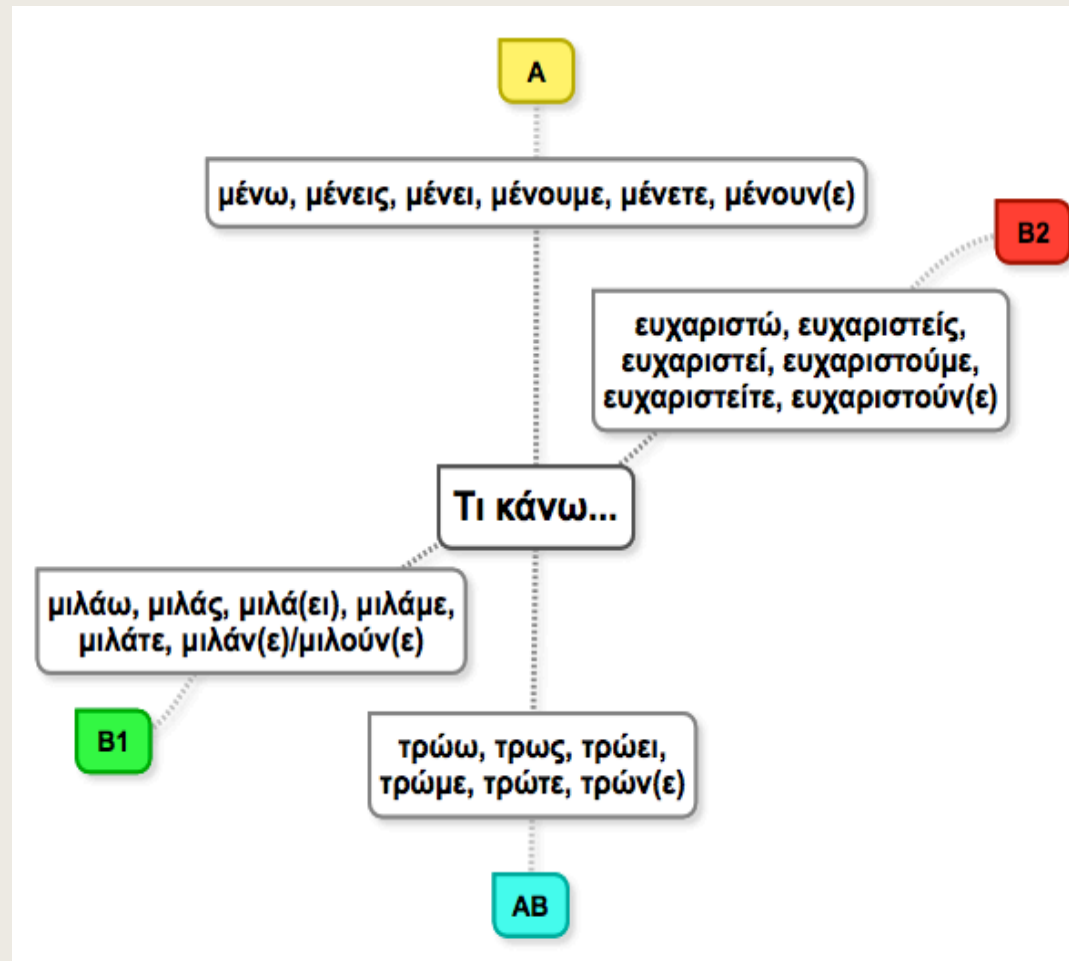 A
μένω, μένεις, μένει, μένουμε, μένετε, μένουν(ε)
B2
ευχαριστώ, ευχαριστείς,
ευχαριστεί, ευχαριστούμε,
ευχαριστείτε, ευχαριστούν(ε)
Τι κάνω...
μιλάω, μιλάς, μιλά(ει), μιλάμε,
μιλάτε, μιλάν(ε)/μιλούν(ε)
B1
τρώω, τρως, τρώει,
τρώμε, τρώτε, τρών(ε)
AB